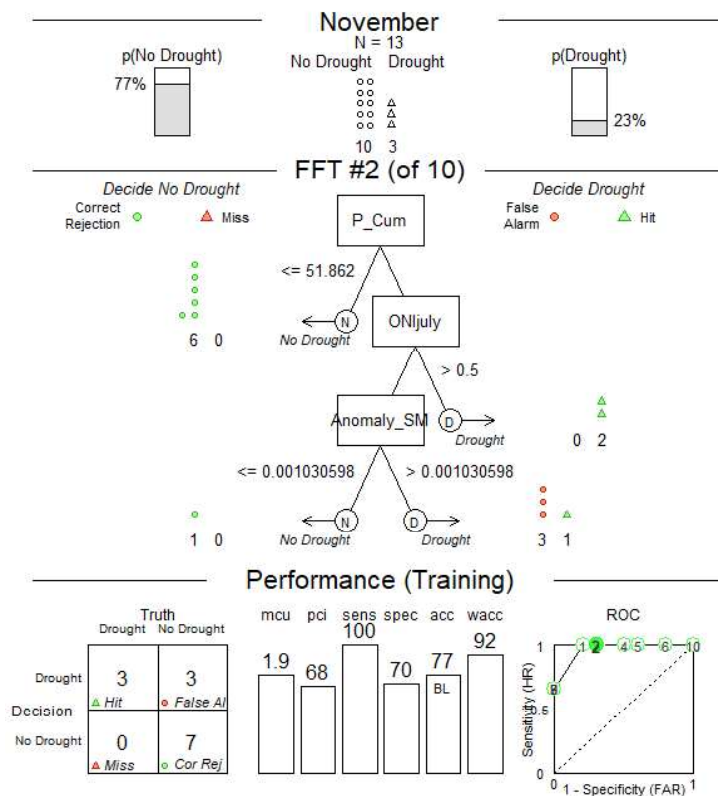 November
N = 13
p(No Drought)
No Drought Drought
p(Drought)
77%
23%
10 3
FFT #2 (of 10)
Decide No Drought
Decide Drought
Correct Rejection
Miss
False Alarm
Hit
P_Cum
<= 51.862
N
No Drought
6 0
ONIjuly
> 0.5
D
Drought
0 2
Anomaly_SM
<= 0.001030598
> 0.001030598
N
No Drought
D
Drought
1 0
3 1
Performance (Training)
Truth
Drought No Drought
Decision
Drought
3 3
Hit False Al
No Drought
0 7
Miss Cor Rej
mcu pci sens spec acc wacc
1.9 68 100 70 77 92
BL
ROC
Sensitivity (HR)
1
0.5
0
1 2 4 5 6 10
0 1
1 - Specificity (FAR)